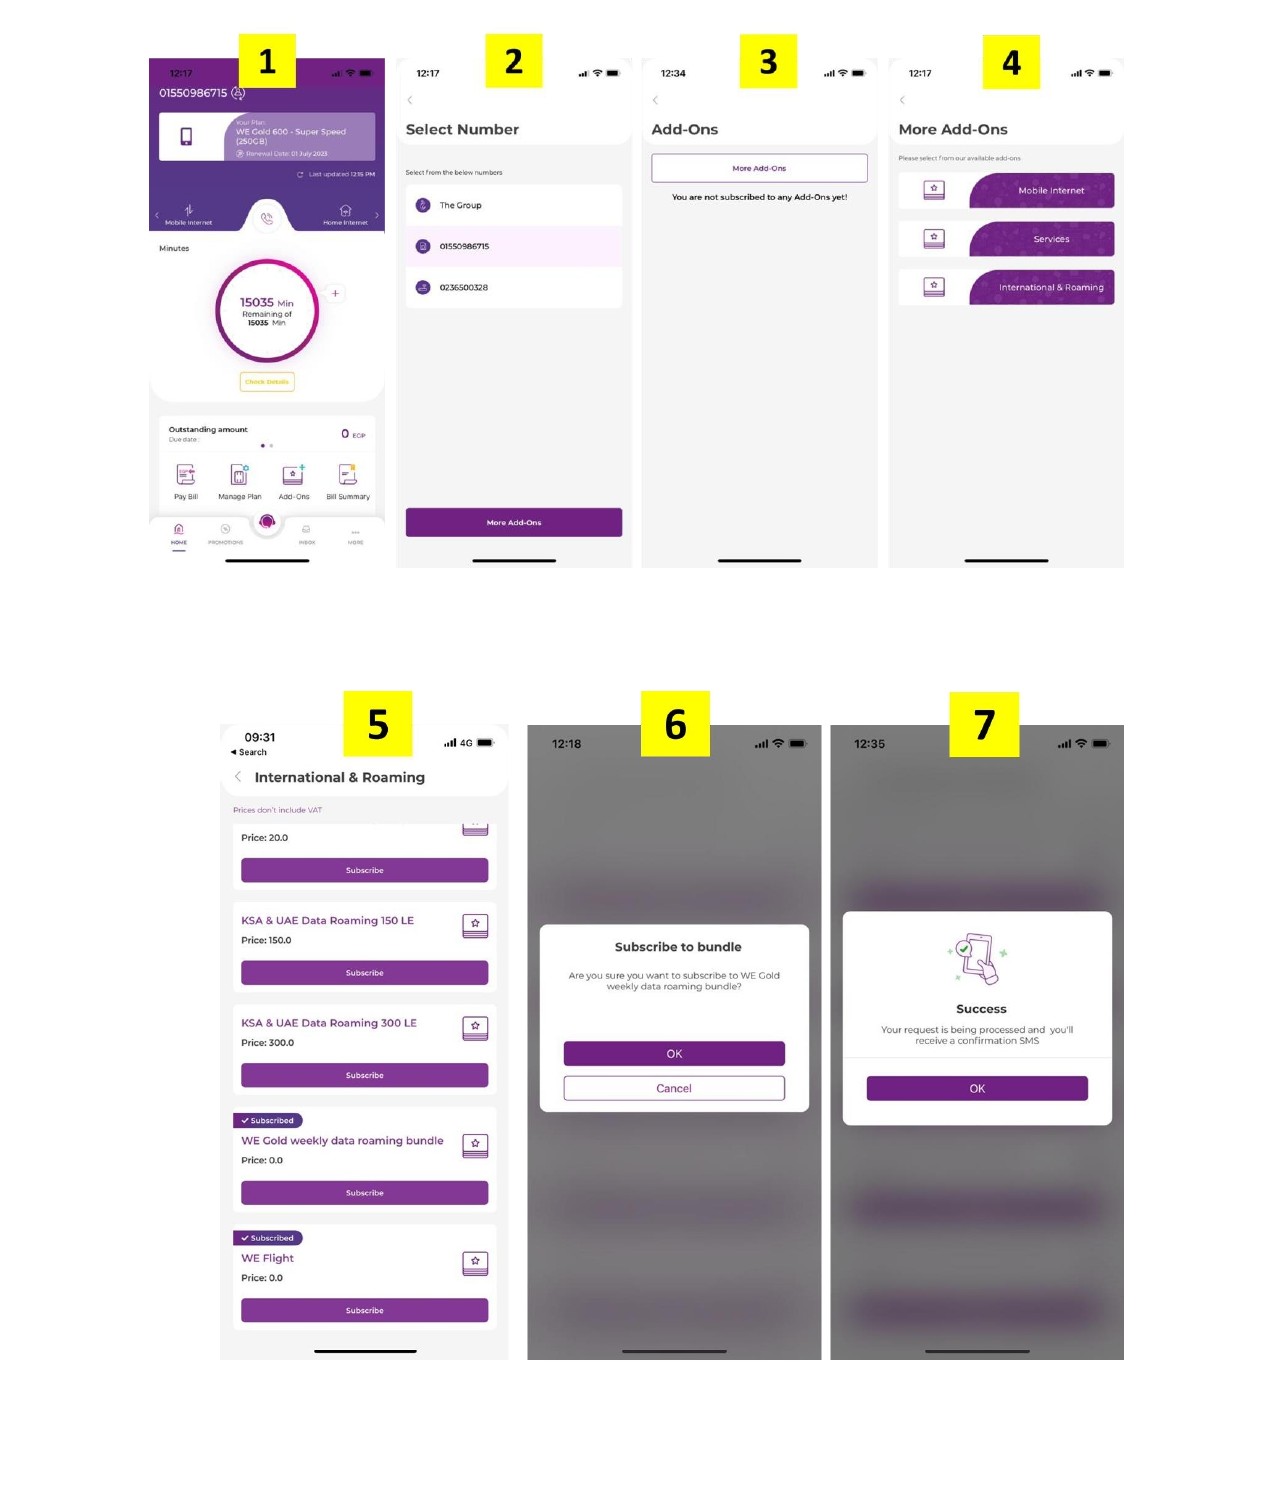 1
12:17
01550986715
Your Plan
WE Gold 600 - Super Speed
(250GB)
Renewal Date: 01 July 2023
Last updated 12:15 PM
Mobile Internet
Home Internet
Minutes
15035 Min
Remaining of
15035 Min
+
Check Details
Outstanding amount
Due date :
0 EGP
Pay Bill
Manage Plan
Add-Ons
Bill Summary
HOME
PROMOTIONS
INBOX
MORE
2
12:17
Select Number
Select from the below numbers
The Group
01550986715
0236500328
More Add-Ons
3
12:34
Add-Ons
More Add-Ons
You are not subscribed to any Add-Ons yet!
4
12:17
More Add-Ons
Please select from our available add-ons
Mobile Internet
Services
International & Roaming
5
09:31
4G
Search
International & Roaming
Prices don't include VAT
Price: 20.0
Subscribe
KSA & UAE Data Roaming 150 LE
Price: 150.0
Subscribe
KSA & UAE Data Roaming 300 LE
Price: 300.0
Subscribe
Subscribed
WE Gold weekly data roaming bundle
Price: 0.0
Subscribe
Subscribed
WE Flight
Price: 0.0
Subscribe
6
12:18
Subscribe to bundle
Are you sure you want to subscribe to WE Gold
weekly data roaming bundle?
OK
Cancel
7
12:35
Success
Your request is being processed and you'll
receive a confirmation SMS
OK